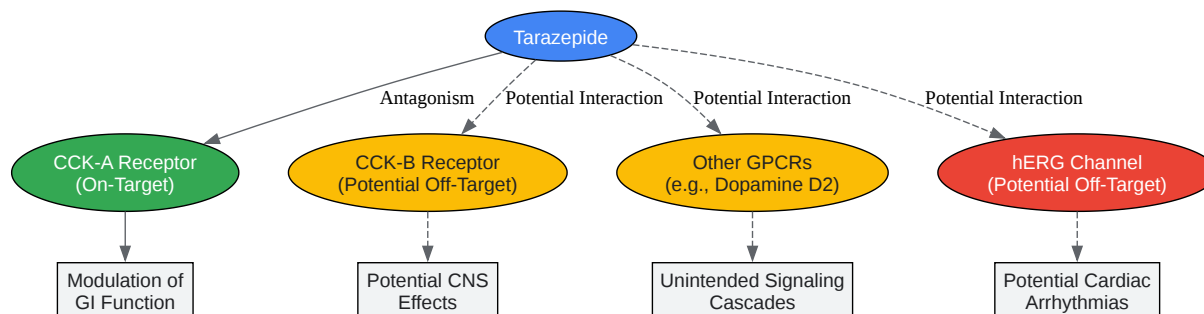 Tarazepide
Antagonism
Potential Interaction
Potential Interaction
Potential Interaction
CCK-A Receptor
(On-Target)
CCK-B Receptor
(Potential Off-Target)
Other GPCRs
(e.g., Dopamine D2)
hERG Channel
(Potential Off-Target)
Modulation of
GI Function
Potential CNS
Effects
Unintended Signaling
Cascades
Potential Cardiac
Arrhythmias